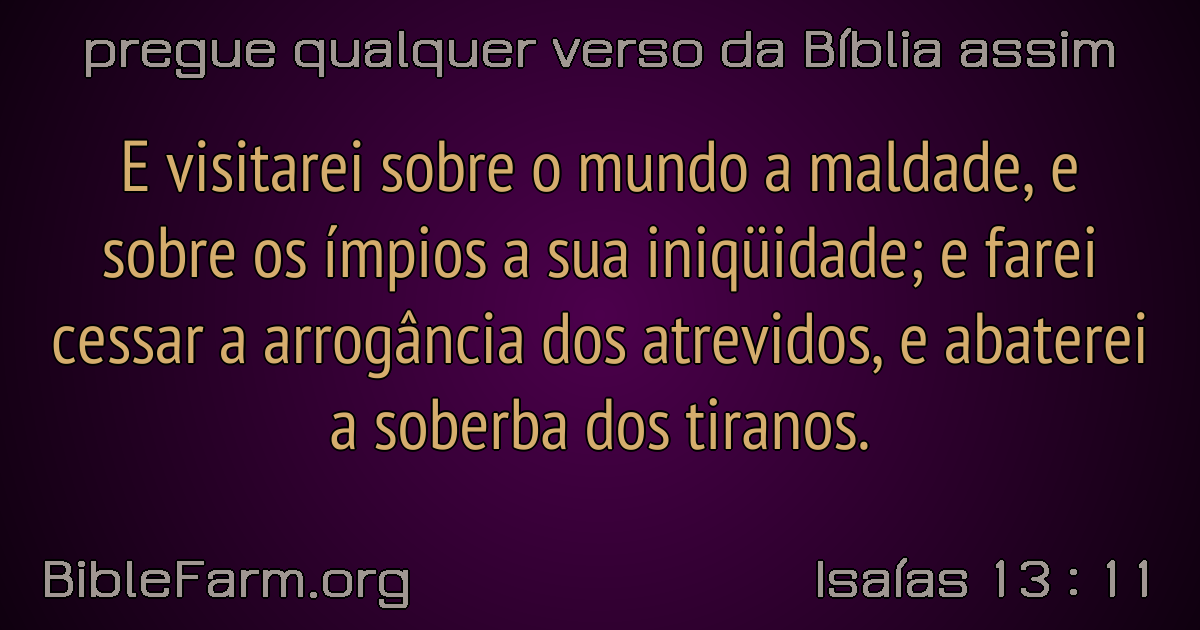 pregue qualquer verso da Bíblia assim
E visitarei sobre o mundo a maldade, e
sobre os ímpios a sua iniqüidade; e farei
cessar a arrogância dos atrevidos, e abaterei
a soberba dos tiranos.
BibleFarm.org
Isaías 13 : 11